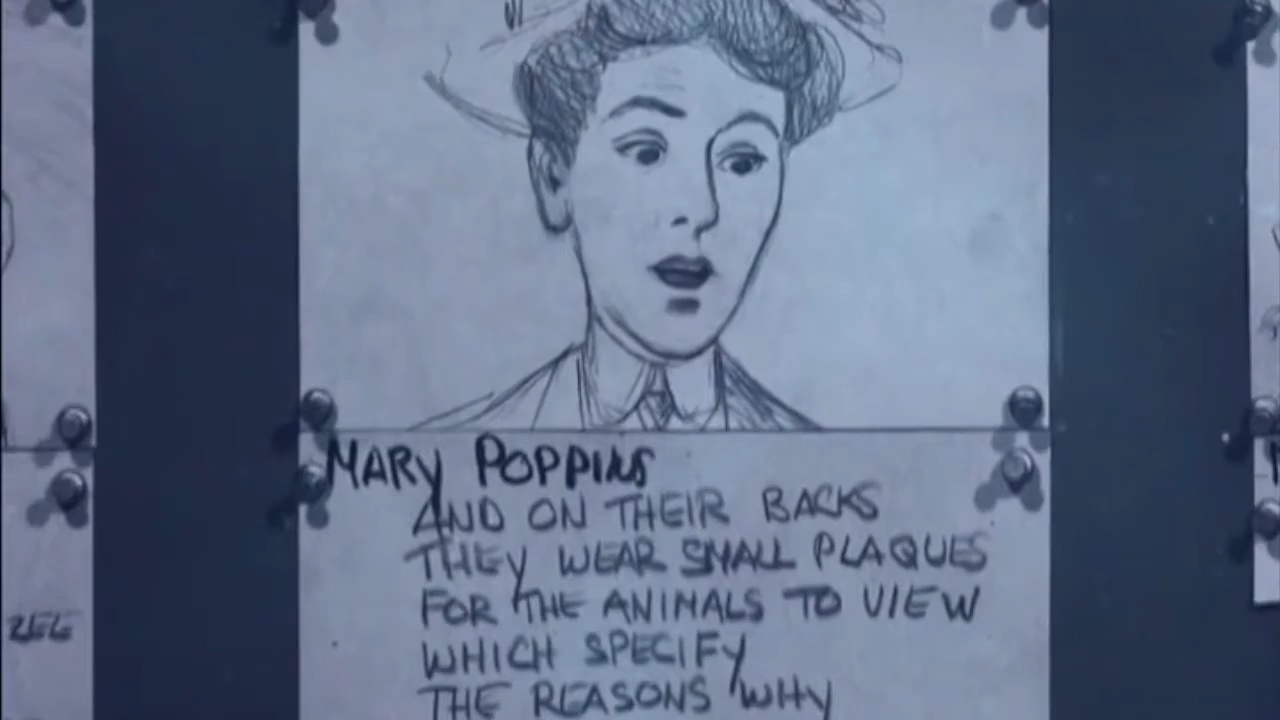 MARY POPPINS
AND ON THEIR BACKS
THEY WEAR SMALL PLAQUES
FOR THE ANIMALS TO VIEW
WHICH SPECIFY
THE REASONS WHY